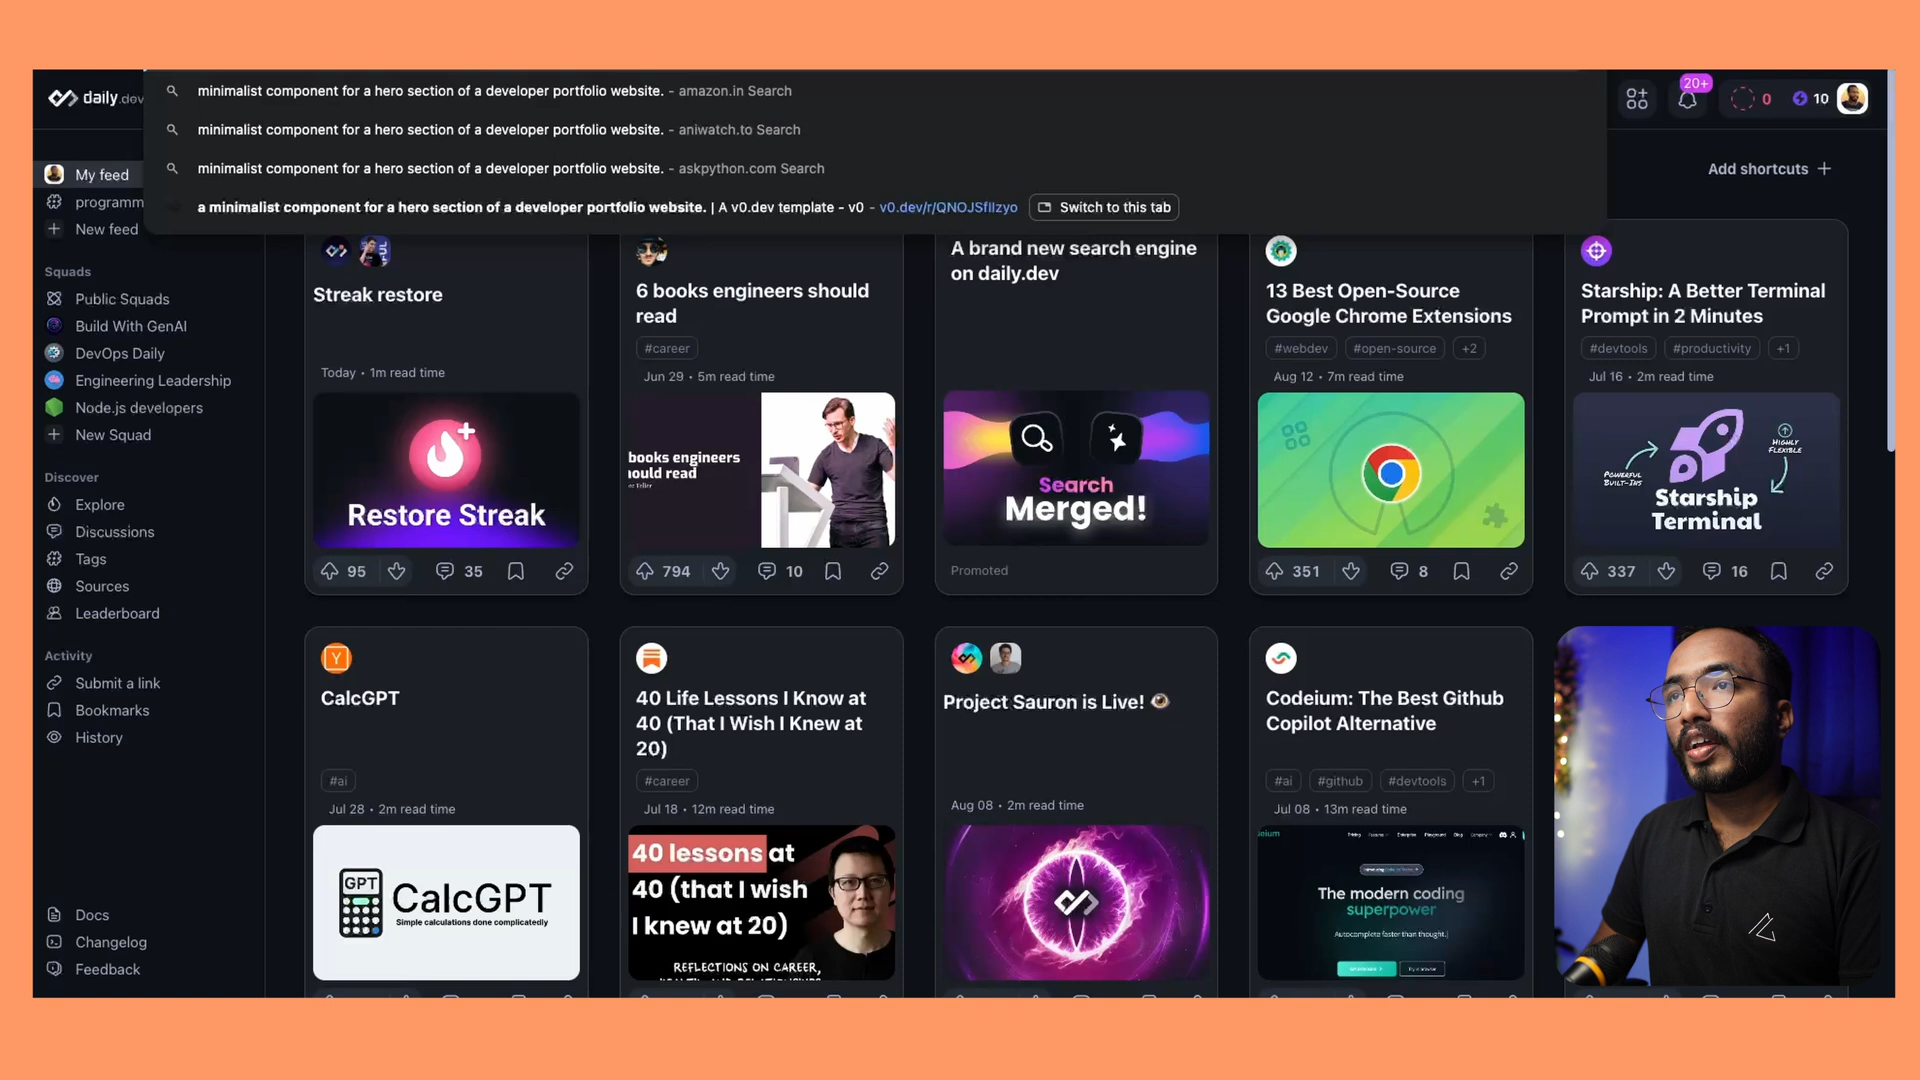 daily.dev
minimalist component for a hero section of a developer portfolio website. - amazon.in Search
minimalist component for a hero section of a developer portfolio website. - aniwatch.to Search
minimalist component for a hero section of a developer portfolio website. - askpython.com Search
a minimalist component for a hero section of a developer portfolio website. | A v0.dev template - v0 - v0.dev/r/QNOJSfIlzyo
Switch to this tab
20+
0
10
Add shortcuts
My feed
programm
New feed
Squads
Public Squads
Build With GenAI
DevOps Daily
Engineering Leadership
Node.js developers
New Squad
Discover
Explore
Discussions
Tags
Sources
Leaderboard
Activity
Submit a link
Bookmarks
History
Docs
Changelog
Feedback
Streak restore
Today • 1m read time
Restore Streak
95
35
6 books engineers should
read
#career
Jun 29 • 5m read time
books engineers
ould read
794
10
A brand new search engine
on daily.dev
Search
Merged!
Promoted
13 Best Open-Source
Google Chrome Extensions
#webdev
#open-source
+2
Aug 12 • 7m read time
351
8
Starship: A Better Terminal
Prompt in 2 Minutes
#devtools
#productivity
+1
Jul 16 • 2m read time
POWERFUL
BUILT-INS
HIGHLY
FLEXIBLE
Starship
Terminal
337
16
Y
CalcGPT
#ai
Jul 28 • 2m read time
GPT
CalcGPT
Simple calculations done complicatedly
40 Life Lessons I Know at
40 (That I Wish I Knew at
20)
#career
Jul 18 • 12m read time
40 lessons at
40 (that I wish
I knew at 20)
REFLECTIONS ON CAREER,
Project Sauron is Live!
Aug 08 • 2m read time
Codeium: The Best Github
Copilot Alternative
#ai
#github
#devtools
+1
Jul 08 • 13m read time
The modern coding
superpower
Autocomplete faster than thought.